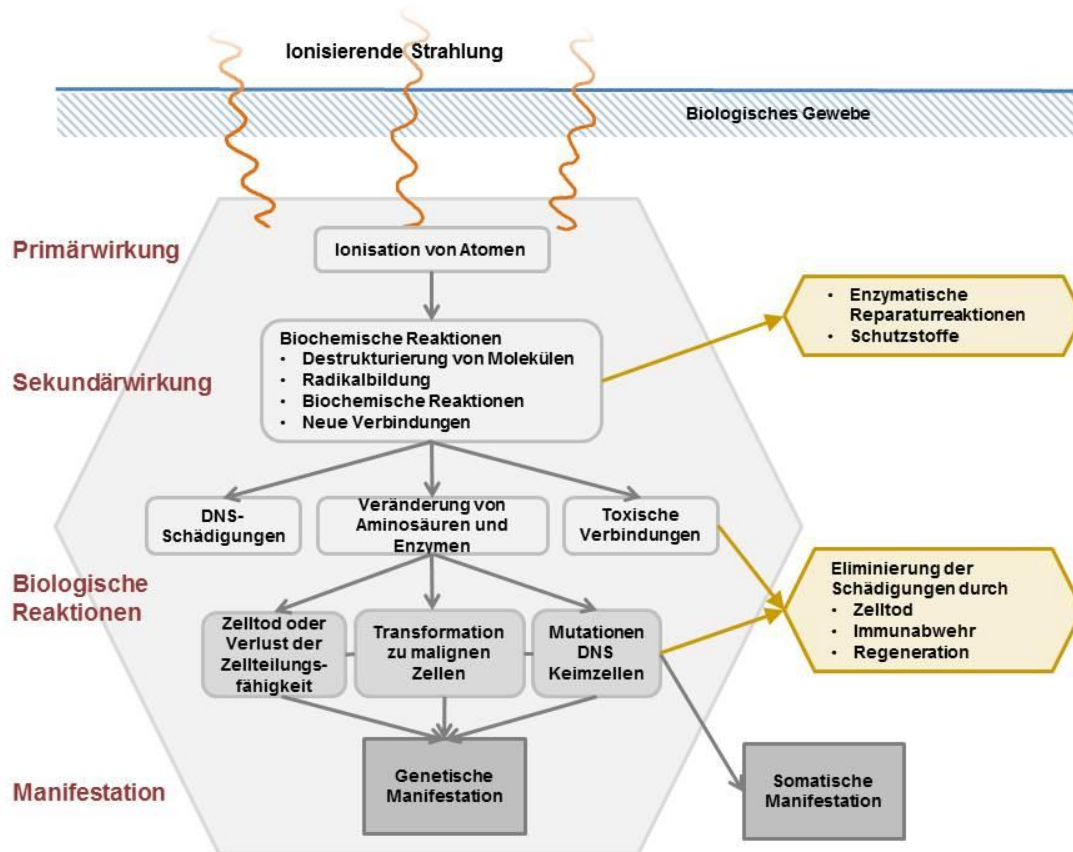 Ionisierende Strahlung
Biologisches Gewebe
Primärwirkung
Ionisation von Atomen
• Enzymatische
Reparaturreaktionen
• Schutzstoffe
Sekundärwirkung
Biochemische Reaktionen
• Destrukturierung von Molekülen
• Radikalbildung
• Biochemische Reaktionen
• Neue Verbindungen
DNS-
Schädigungen
Veränderung von
Aminosäuren und
Enzymen
Toxische
Verbindungen
Biologische
Reaktionen
Eliminierung der
Schädigungen durch
• Zelltod
• Immunabwehr
• Regeneration
Zelltod oder
Verlust der
Zellteilungs-
fähigkeit
Transformation
zu malignen
Zellen
Mutationen
DNS
Keimzellen
Manifestation
Genetische
Manifestation
Somatische
Manifestation